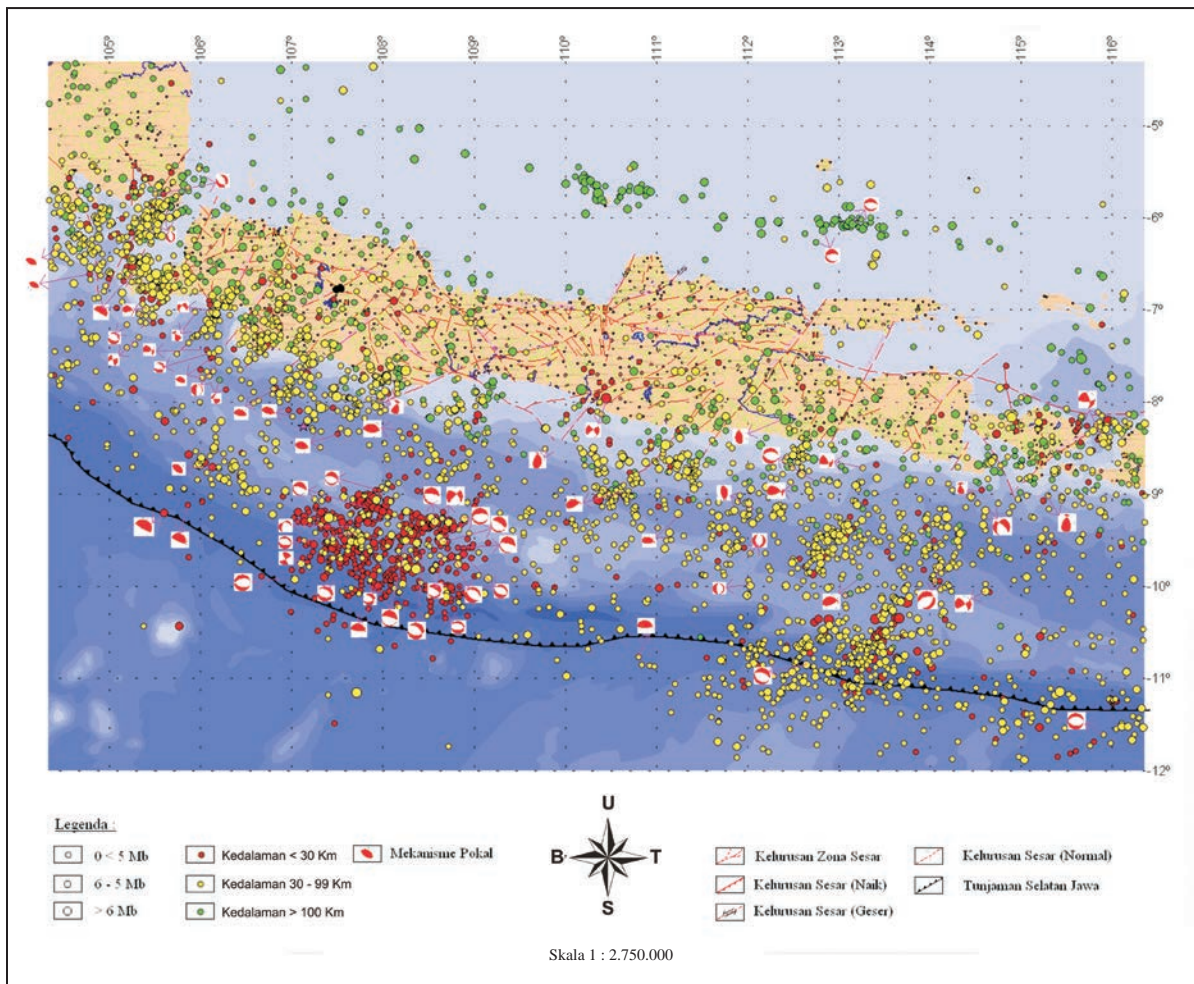 105° 106° 107° 108° 109° 110° 111° 112° 113° 114° 115° 116°
-5°
-6°
-7°
-8°
-9°
-10°
-11°
-12°
Legenda :
0 < 5 Mb
6 - 5 Mb
> 6 Mb
Kedalaman < 30 Km
Kedalaman 30 - 99 Km
Kedalaman > 100 Km
Mekanisme Pokal
U
B
T
S
Kelurusan Zona Sesar
Kelurusan Sesar (Naik)
Kelurusan Sesar (Geser)
Kelurusan Sesar (Normal)
Tunjaman Selatan Jawa
Skala 1 : 2.750.000